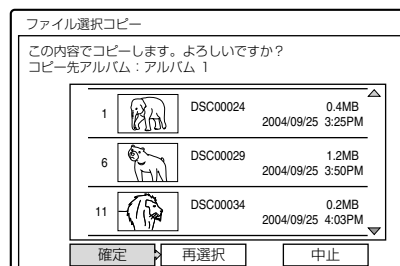 ファイル選択コピー
この内容でコピーします。よろしいですか？
コピー先アルバム：アルバム 1
1 DSC00024 0.4MB
2004/09/25 3:25PM
6 DSC00029 1.2MB
2004/09/25 3:50PM
11 DSC00034 0.2MB
2004/09/25 4:03PM
確定 再選択 中止